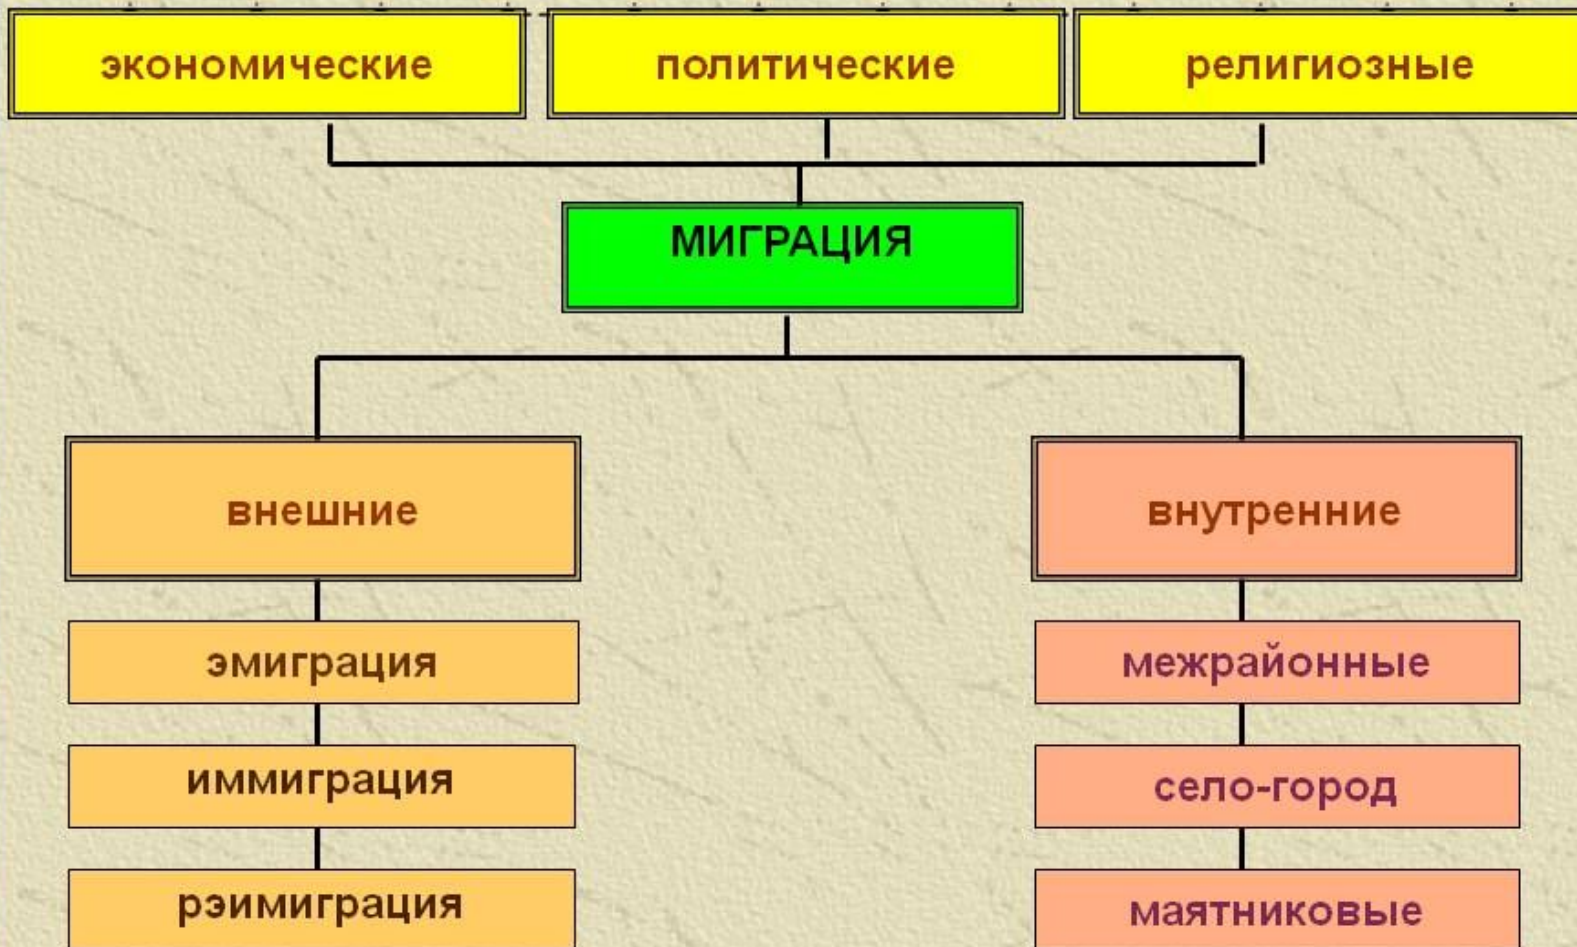 экономические
политические
религиозные
МИГРАЦИЯ
внешние
внутренние
эмиграция
межрайонные
иммиграция
село-город
рэимиграция
маятниковые